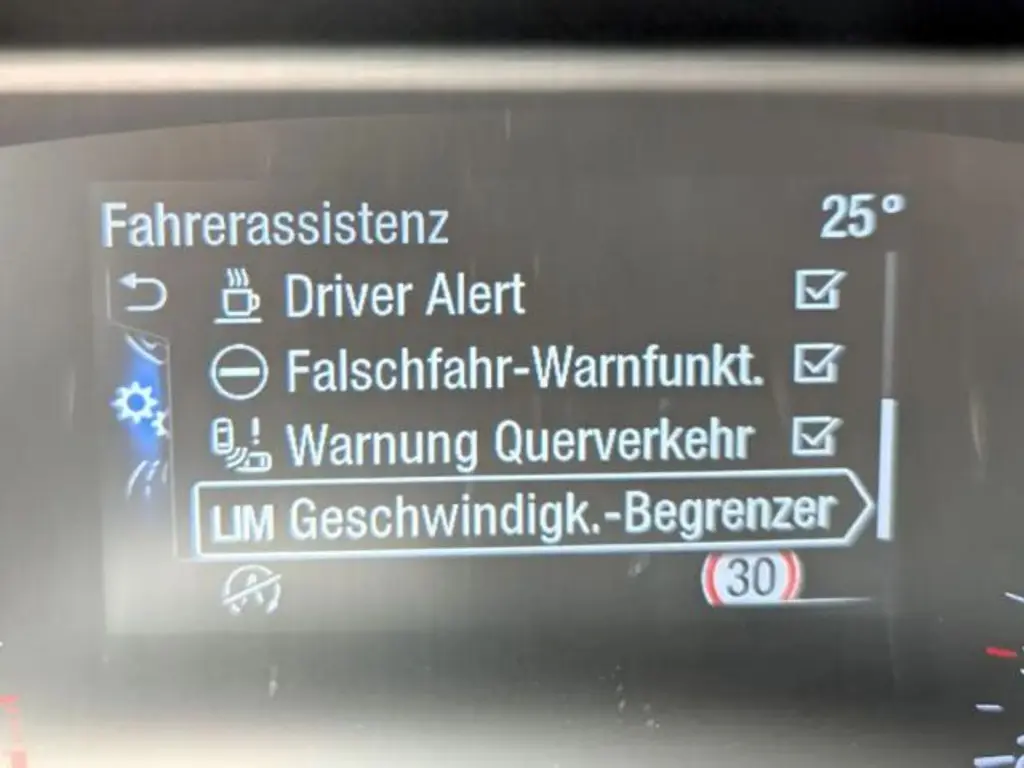 Fahrerassistenz 25°
Driver Alert
Falschfahr-Warnfunkt.
Warnung Querverkehr
LIM Geschwindigk.-Begrenzer
30